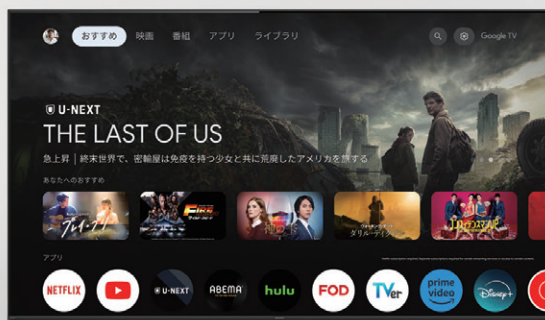 おすすめ 映画 番組 アプリ ライブラリ Google TV
U-NEXT
THE LAST OF US
急上昇 | 終末世界で、密輸屋は免疫を持つ少女と共に荒廃したアメリカを旅する
あなたへのおすすめ
アプリ
NETFLIX U-NEXT ABEMA hulu FOD TVer prime video Disney+